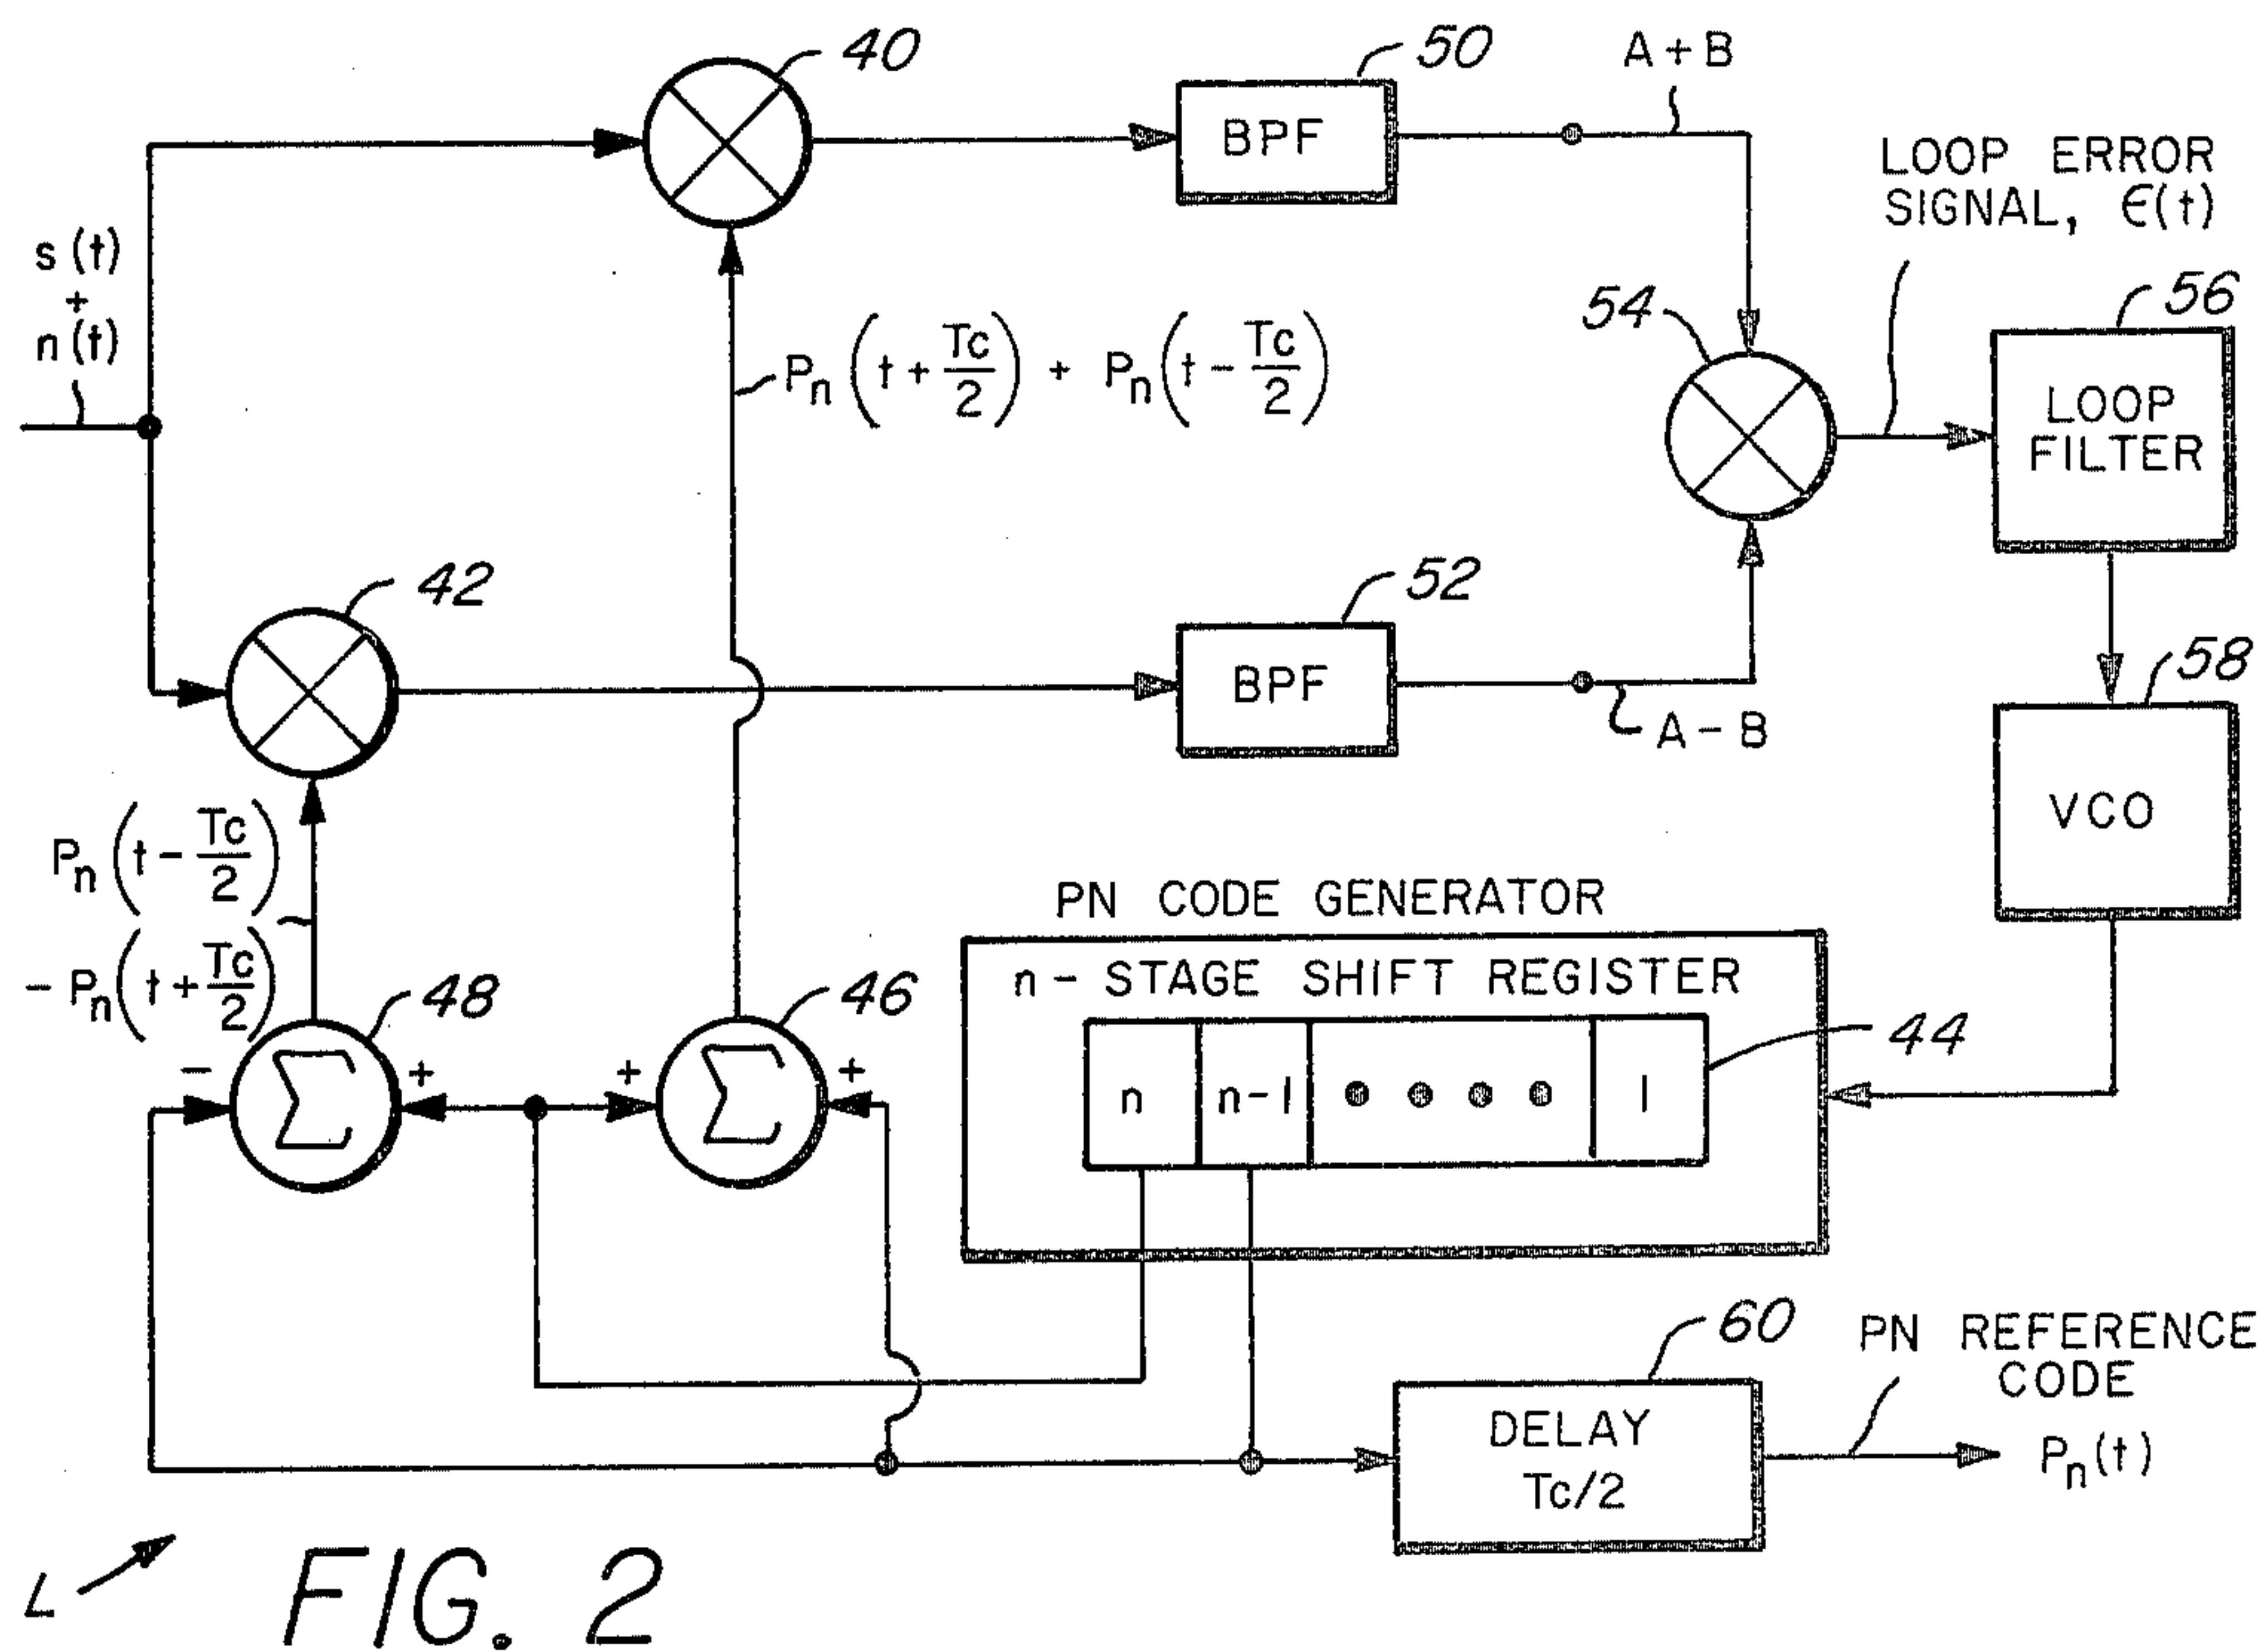 40
50
A + B
LOOP ERROR
SIGNAL, ϵ(t)
s(t)
+
n(t)
54
56
Pn(t + Tc/2) + Pn(t - Tc/2)
LOOP
FILTER
42
52
BPF
BPF
A - B
58
VCO
Pn(t - Tc/2)
- Pn(t + Tc/2)
PN CODE GENERATOR
n - STAGE SHIFT REGISTER
48
46
44
- Σ +
+ Σ +
n n-1 • • • • 1
60
PN REFERENCE
CODE
DELAY
Tc/2
Pn(t)
L
FIG. 2